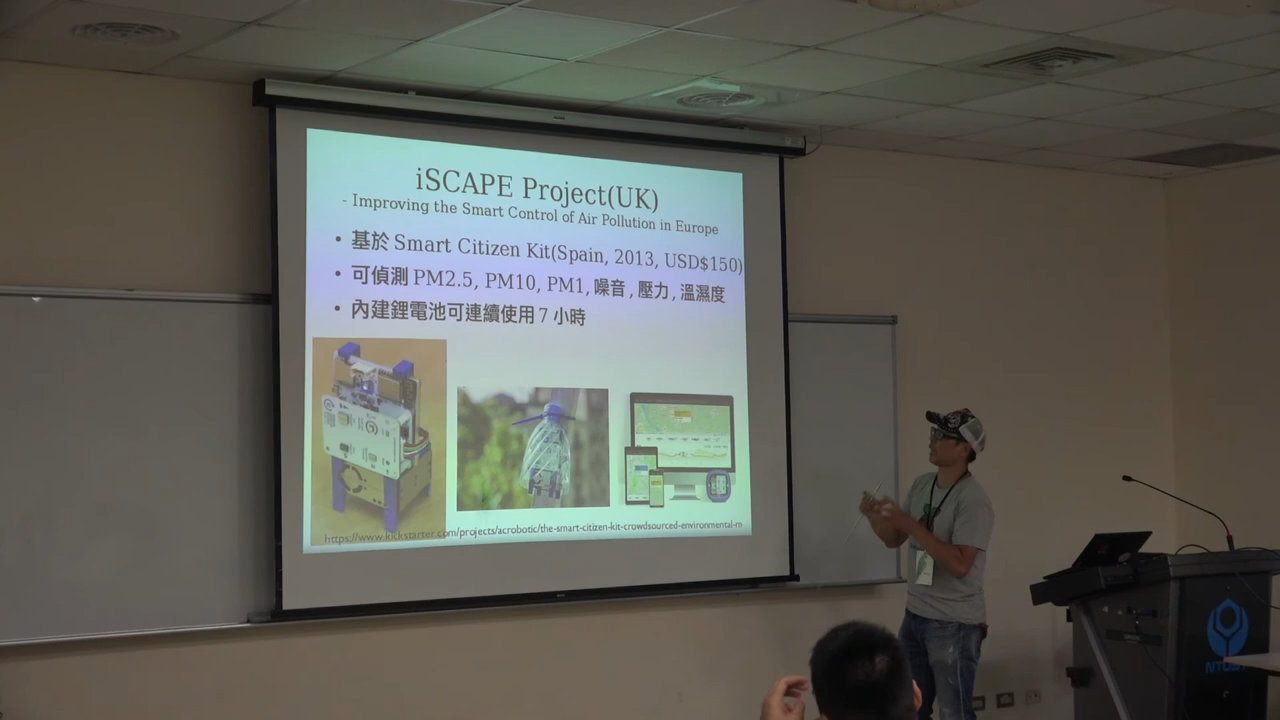 iSCAPE Project(UK)
- Improving the Smart Control of Air Pollution in Europe
• 基於 Smart Citizen Kit(Spain, 2013, USD$150)
• 可偵測 PM2.5, PM10, PM1, 噪音, 壓力, 溫濕度
• 內建鋰電池可連續使用 7 小時
https://www.kickstarter.com/projects/acrobotic/the-smart-citizen-kit-crowdsourced-environmental-m